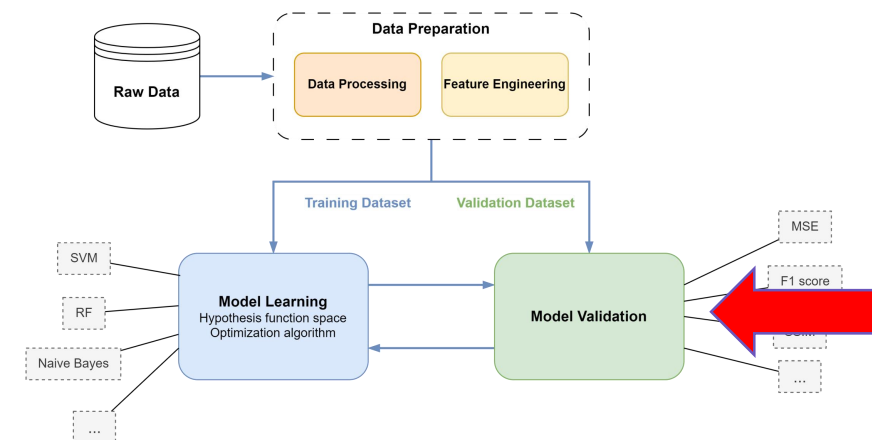 Data Preparation
Raw Data
Data Processing
Feature Engineering
Training Dataset
Validation Dataset
SVM
RF
Naive Bayes
...
Model Learning
Hypothesis function space
Optimization algorithm
Model Validation
MSE
F1 score
...